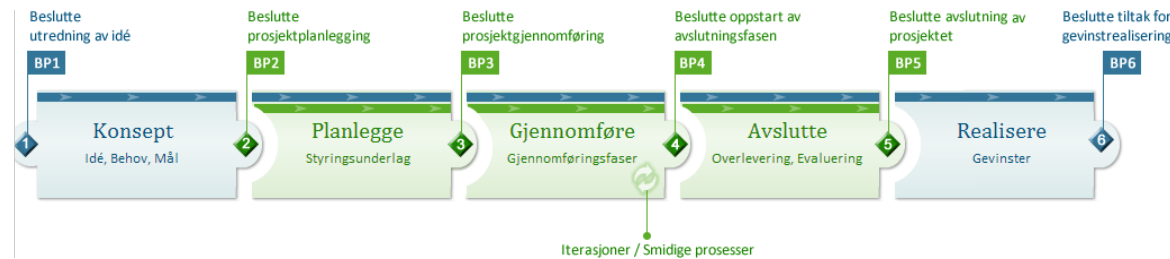 Beslutte
utredning av idé
BP1
Beslutte
prosjektplanlegging
BP2
Beslutte
prosjektgjennomføring
BP3
Beslutte oppstart av
avslutningsfasen
BP4
Beslutte avslutning av
prosjektet
BP5
Beslutte tiltak for
gevinstrealisering
BP6
1
Konsept
Idé, Behov, Mål
2
Planlegge
Styringsunderlag
3
Gjennomføre
Gjennomføringsfaser
4
Avslutte
Overlevering, Evaluering
5
Realisere
Gevinster
6
Iterasjoner / Smidige prosesser